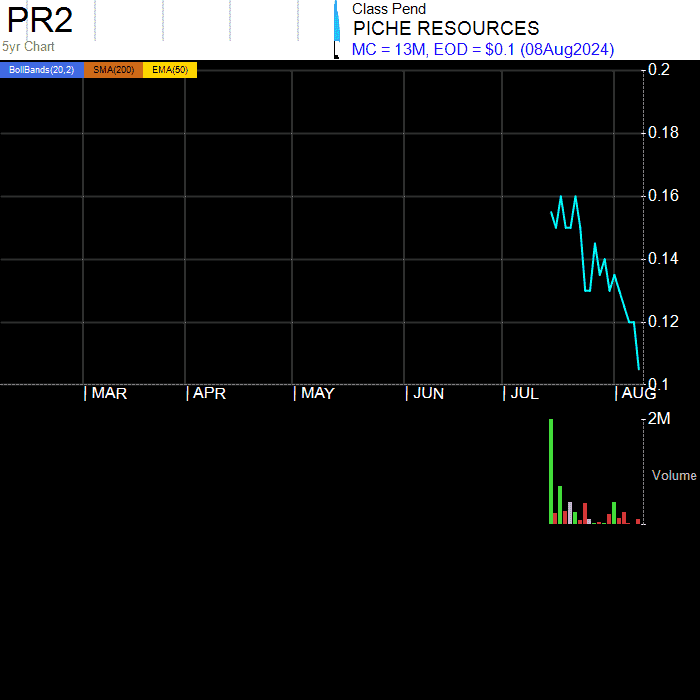 PR2
5yr Chart
Class Pend
PICHE RESOURCES
MC = 13M, EOD = $0.1 (08Aug2024)
BollBands(20,2) SMA(200) EMA(50)
0.2
0.18
0.16
0.14
0.12
0.1
| MAR | APR | MAY | JUN | JUL | AUG
2M
Volume